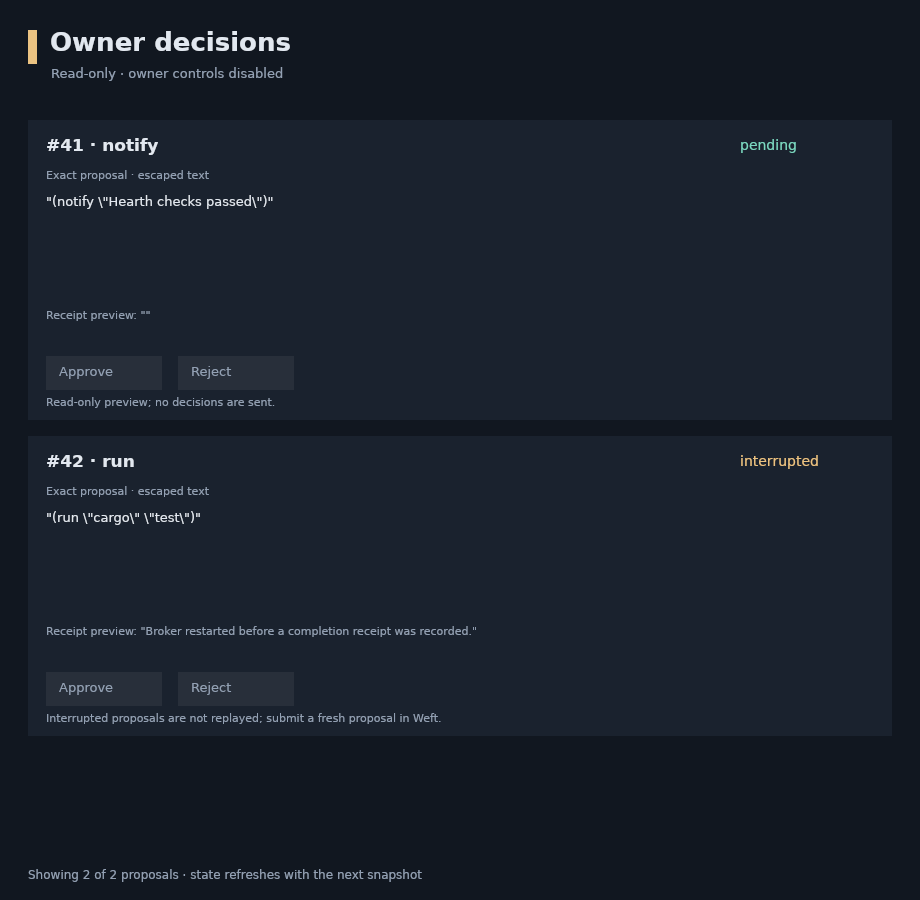 Owner decisions
Read-only · owner controls disabled
#41 · notify
pending
Exact proposal · escaped text
"(notify \"Hearth checks passed\")"
Receipt preview: ""
Approve
Reject
Read-only preview; no decisions are sent.
#42 · run
interrupted
Exact proposal · escaped text
"(run \"cargo\" \"test\")"
Receipt preview: "Broker restarted before a completion receipt was recorded."
Approve
Reject
Interrupted proposals are not replayed; submit a fresh proposal in Weft.
Showing 2 of 2 proposals · state refreshes with the next snapshot